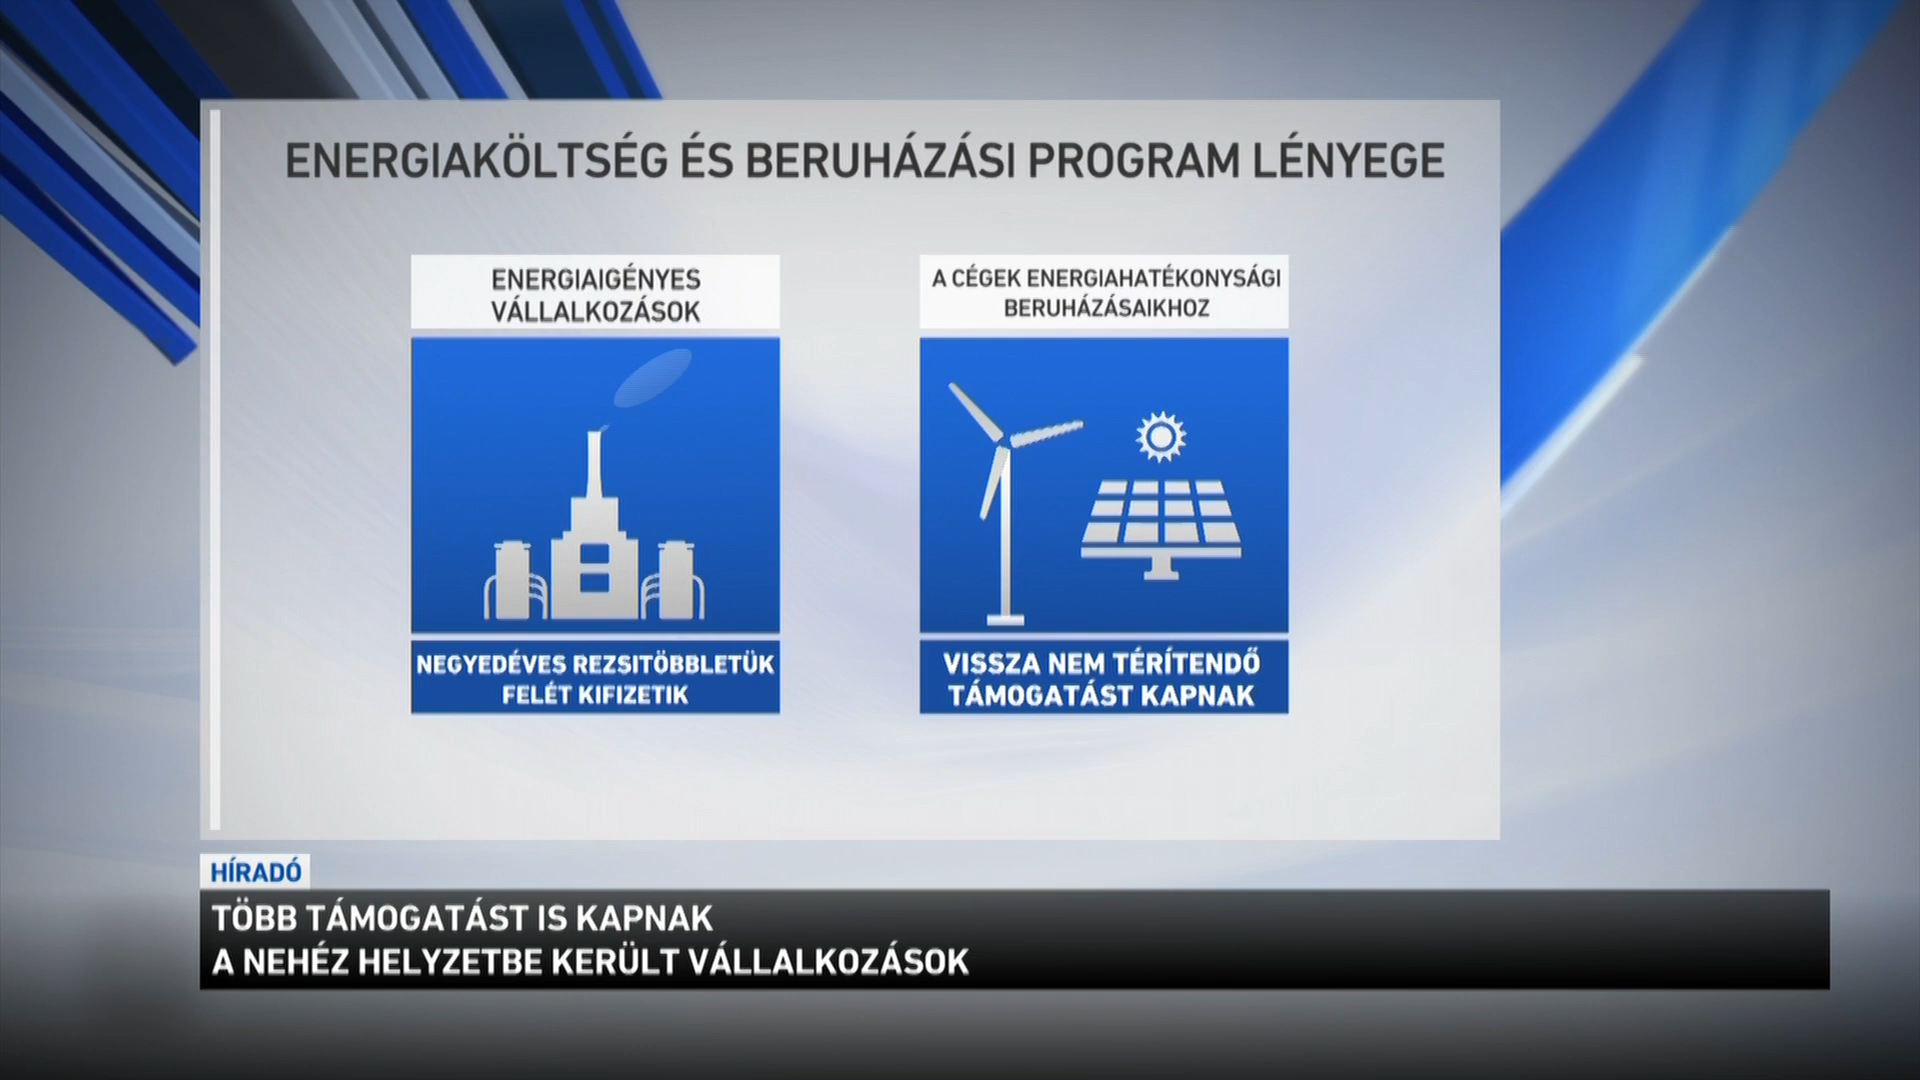 ENERGIAKÖLTSÉG ÉS BERUHÁZÁSI PROGRAM LÉNYEGE
ENERGIAIGÉNYES
VÁLLALKOZÁSOK
NEGYEDÉVES REZSITÖBBLETÜK
FELÉT KIFIZETIK
A CÉGEK ENERGIAHATÉKONYSÁGI
BERUHÁZÁSAIKHOZ
VISSZA NEM TÉRÍTENDŐ
TÁMOGATÁST KAPNAK
HÍRADÓ
TÖBB TÁMOGATÁST IS KAPNAK
A NEHÉZ HELYZETBE KERÜLT VÁLLALKOZÁSOK